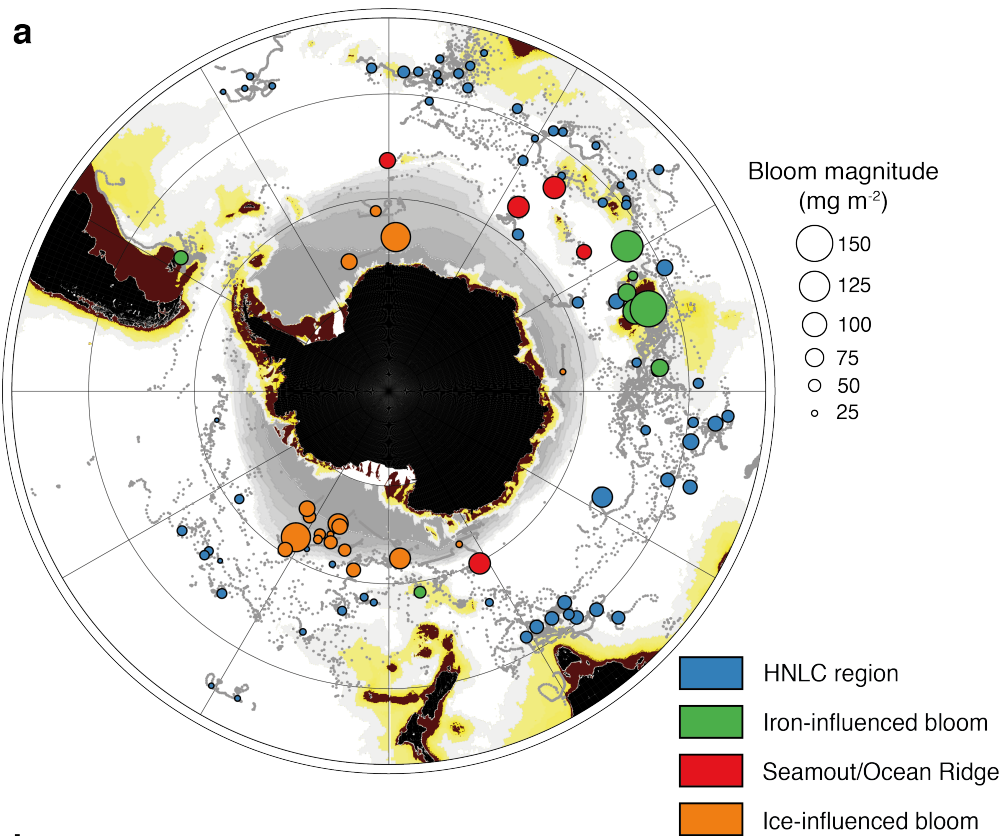 a
Bloom magnitude
(mg m-2)
150
125
100
75
50
25
HNLC region
Iron-influenced bloom
Seamout/Ocean Ridge
Ice-influenced bloom